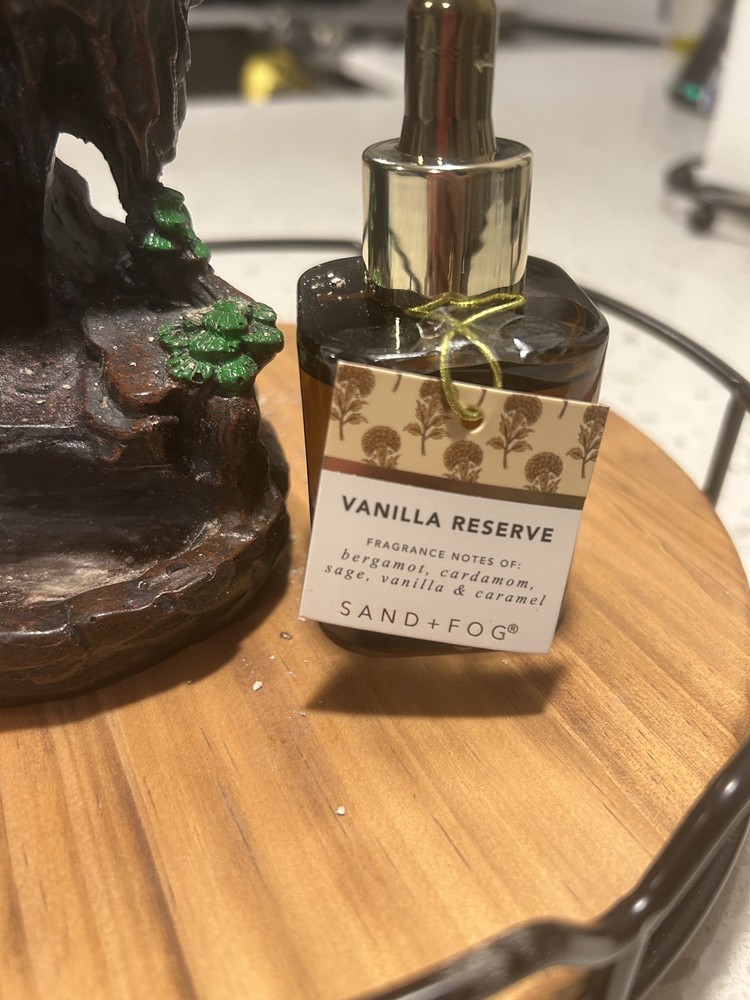 VANILLA RESERVE
FRAGRANCE NOTES OF:
bergamot, cardamom,
sage, vanilla & caramel
SAND+FOG®